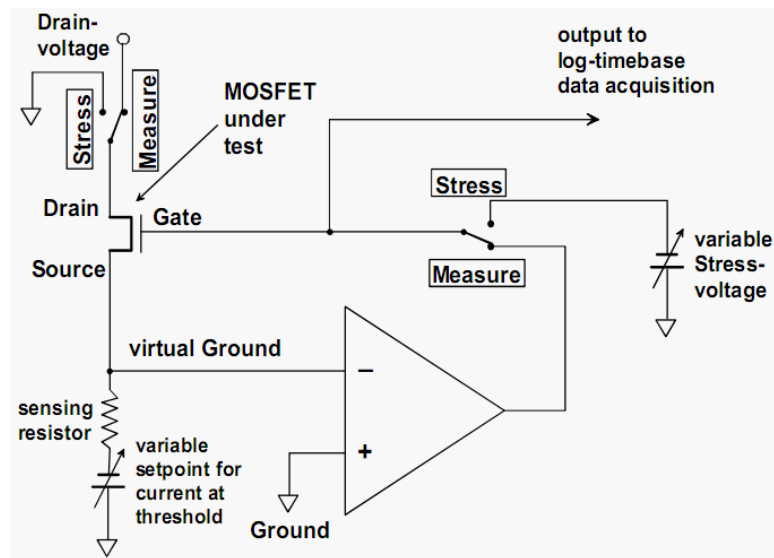 Drain-
voltage
output to
log-timebase
data acquisition
Stress
Measure
MOSFET
under
test
Drain
Gate
Source
Stress
Measure
variable
Stress-
voltage
virtual Ground
−
+
sensing
resistor
variable
setpoint for
current at
threshold
Ground